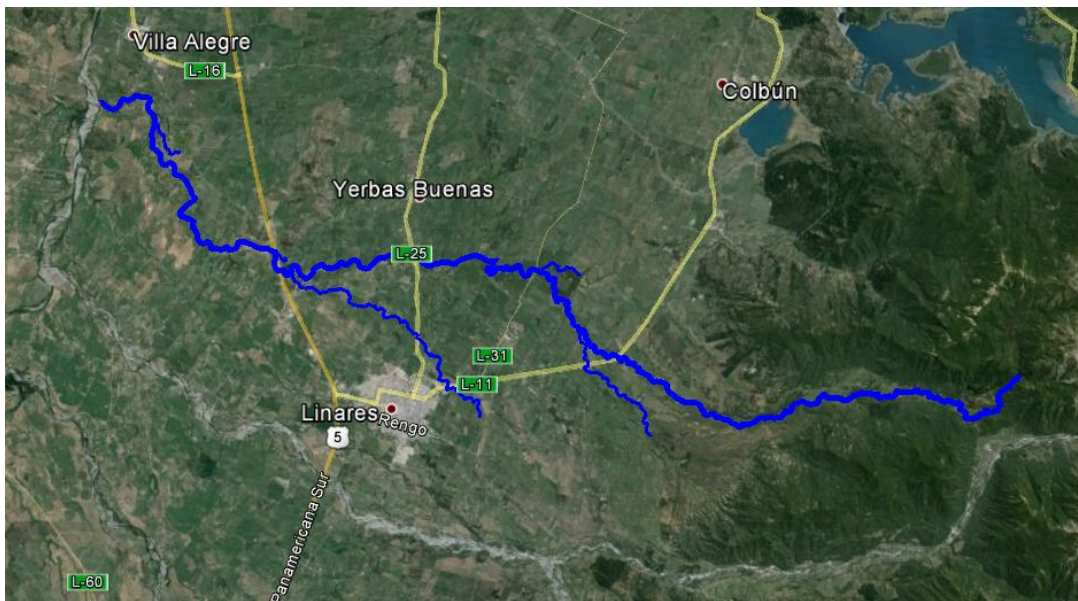 Villa Alegre
L-16
Colbún
Yerbas Buenas
L-25
L-31
L-11
Linares
Rengo
5
Panamericana Sur
L-60